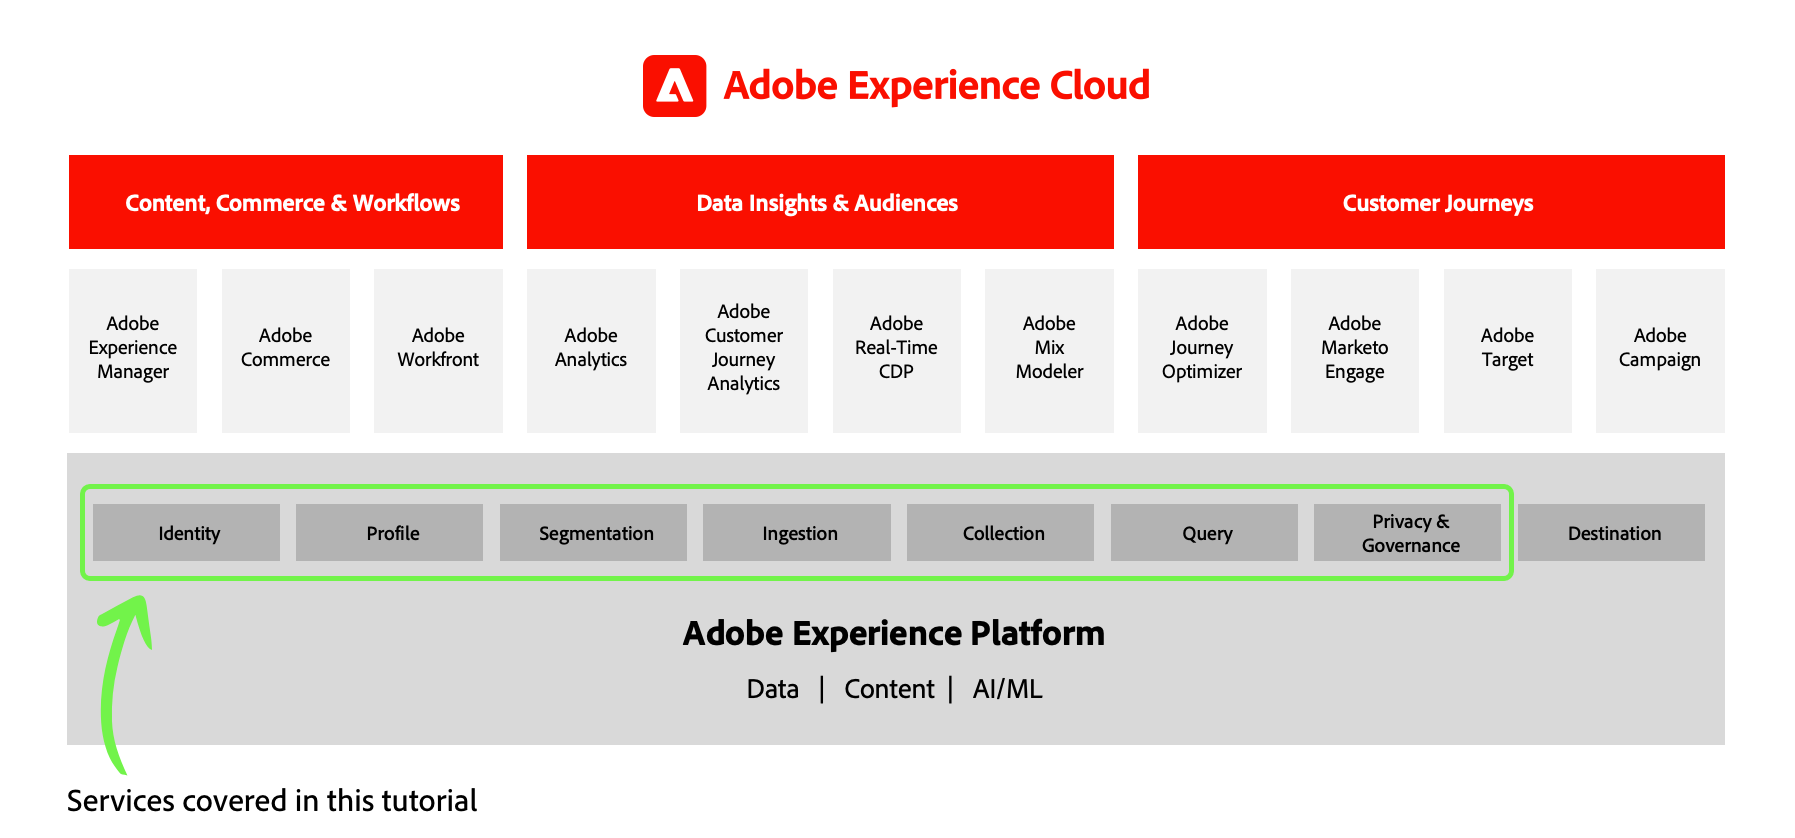 Adobe Experience Cloud
Content, Commerce & Workflows
Data Insights & Audiences
Customer Journeys
Adobe
Experience
Manager
Adobe
Commerce
Adobe
Workfront
Adobe
Analytics
Adobe
Customer
Journey
Analytics
Adobe
Real-Time
CDP
Adobe
Mix
Modeler
Adobe
Journey
Optimizer
Adobe
Marketo
Engage
Adobe
Target
Adobe
Campaign
Identity
Profile
Segmentation
Ingestion
Collection
Query
Privacy &
Governance
Destination
Adobe Experience Platform
Data | Content | AI/ML
Services covered in this tutorial